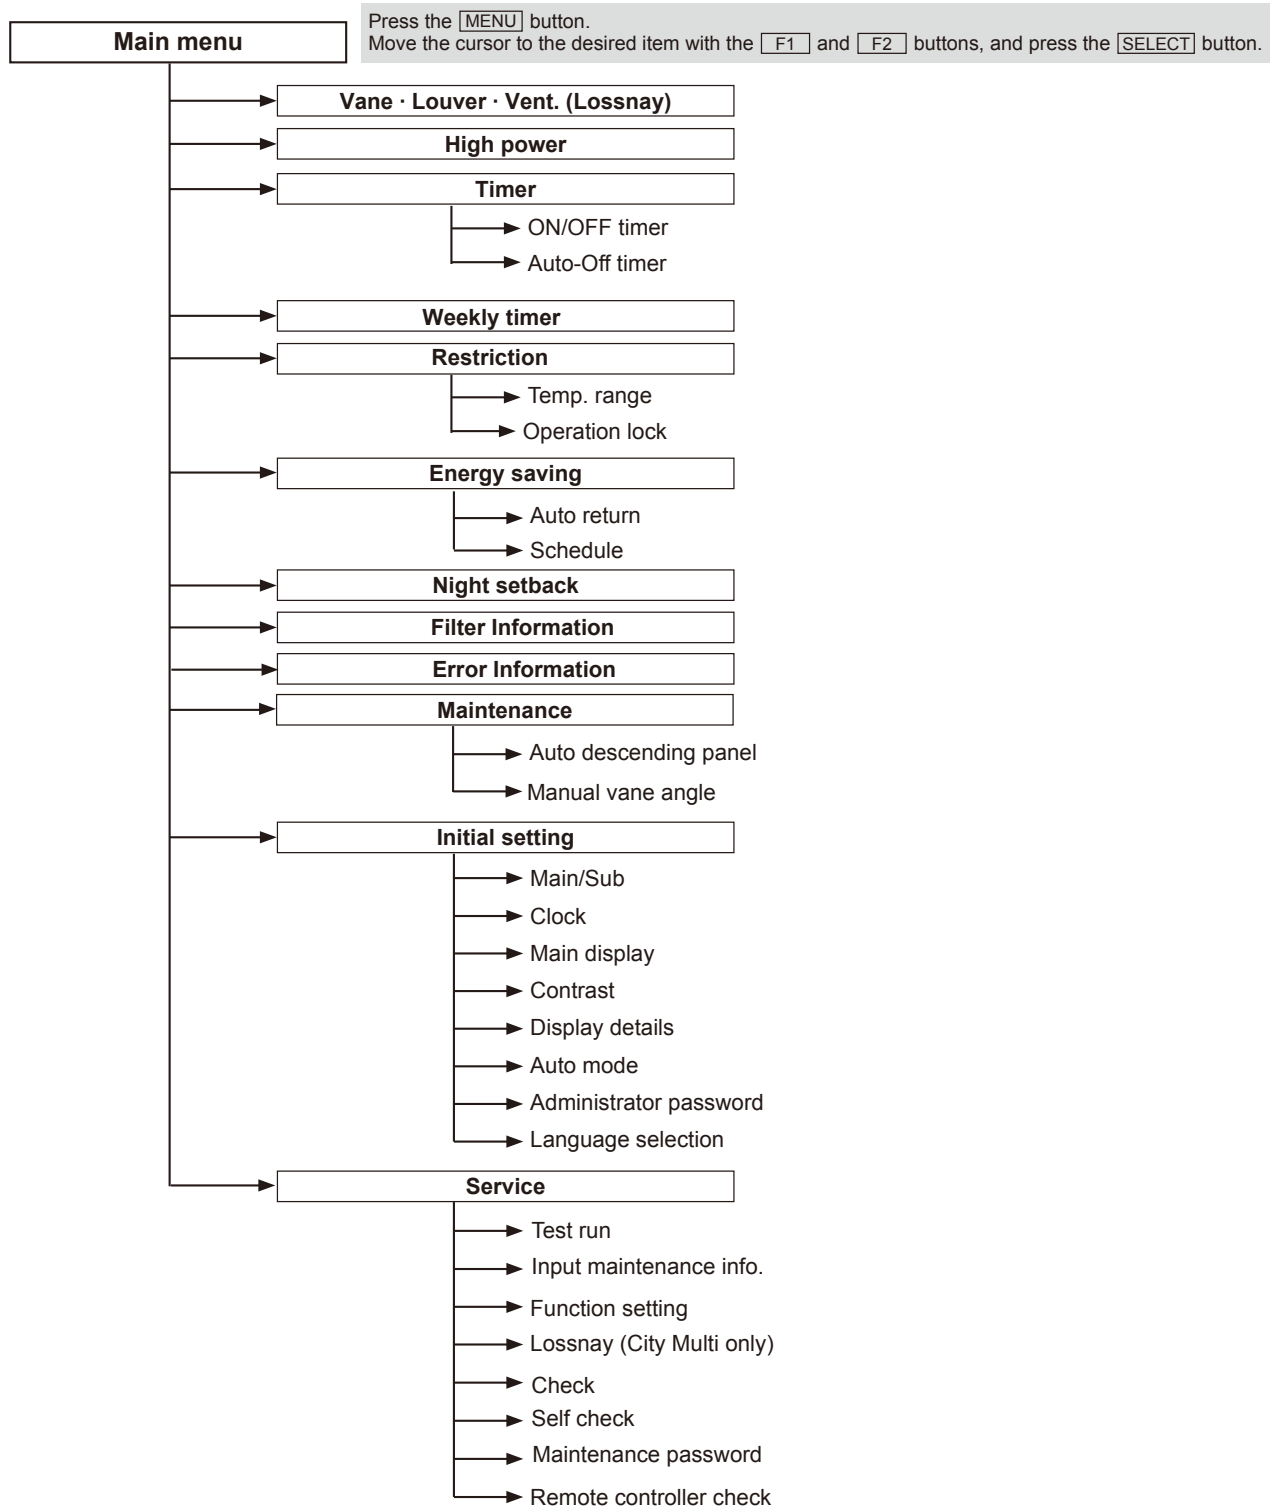 Main menu
Press the MENU button.
Move the cursor to the desired item with the F1 and F2 buttons, and press the SELECT button.
Vane · Louver · Vent. (Lossnay)
High power
Timer
ON/OFF timer
Auto-Off timer
Weekly timer
Restriction
Temp. range
Operation lock
Energy saving
Auto return
Schedule
Night setback
Filter Information
Error Information
Maintenance
Auto descending panel
Manual vane angle
Initial setting
Main/Sub
Clock
Main display
Contrast
Display details
Auto mode
Administrator password
Language selection
Service
Test run
Input maintenance info.
Function setting
Lossnay (City Multi only)
Check
Self check
Maintenance password
Remote controller check